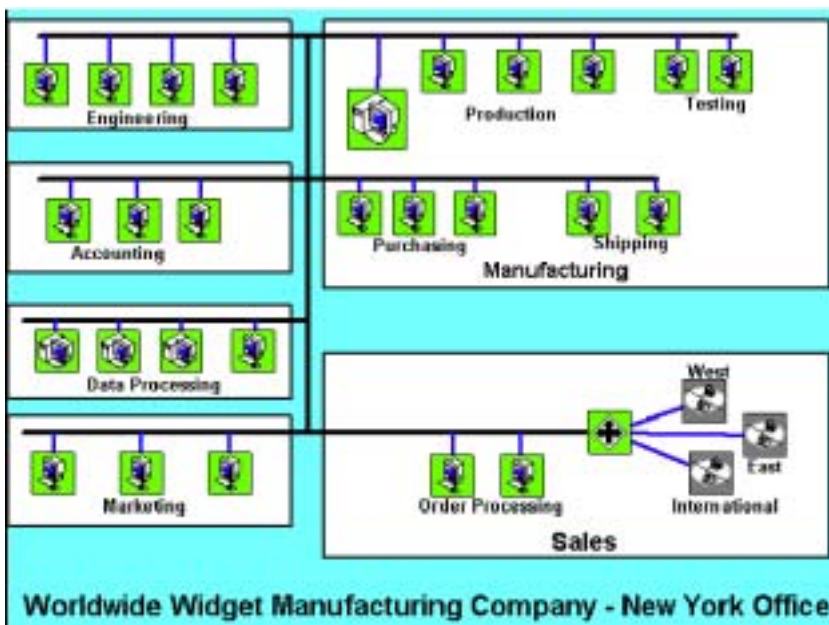 Engineering
Production
Testing
Accounting
Purchasing
Shipping
Manufacturing
Data Processing
West
East
Marketing
Order Processing
International
Sales
Worldwide Widget Manufacturing Company - New York Office